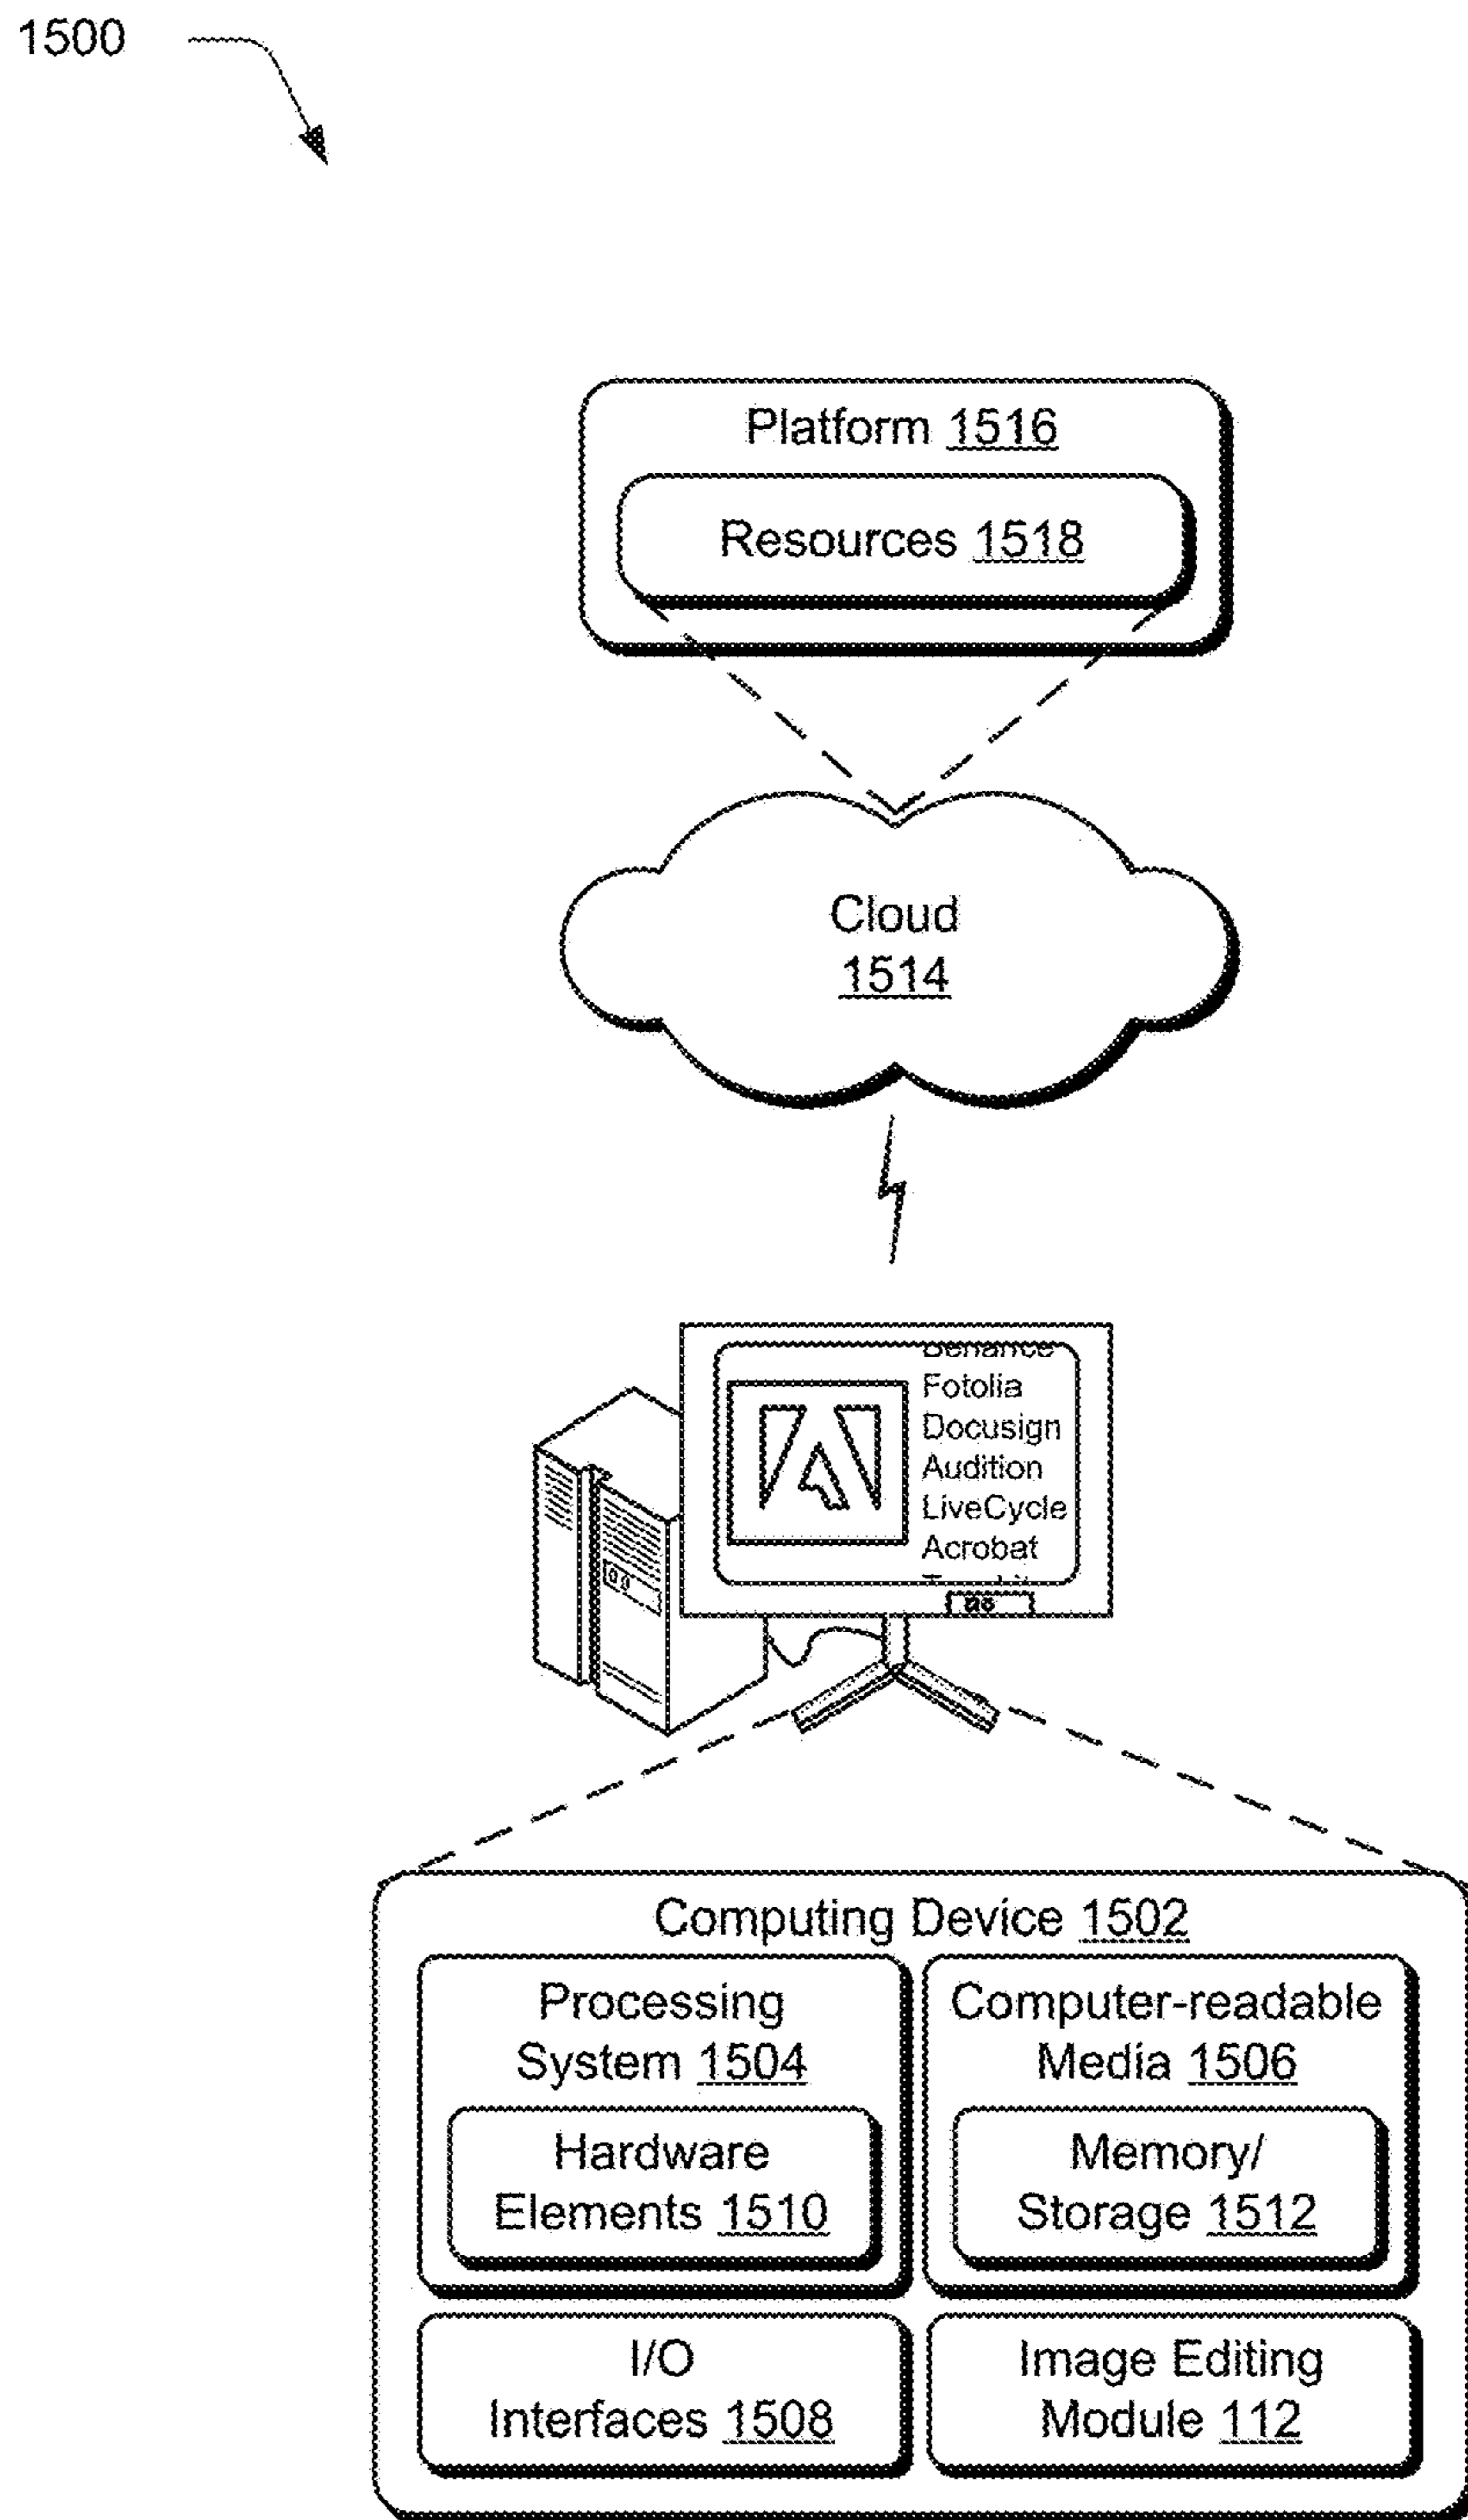 1500
Platform 1516
Resources 1518
Cloud
1514
Fotolia
Docusign
Audition
LiveCycle
Acrobat
Computing Device 1502
Processing
System 1504
Hardware
Elements 1510
Computer-readable
Media 1506
Memory/
Storage 1512
I/O
Interfaces 1508
Image Editing
Module 112